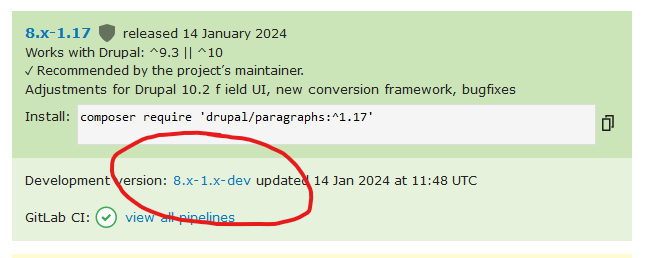 8.x-1.17 released 14 January 2024
Works with Drupal: ^9.3 || ^10
✓ Recommended by the project's maintainer.
Adjustments for Drupal 10.2 f ield UI, new conversion framework, bugfixes
Install: composer require 'drupal/paragraphs:^1.17'
Development version: 8.x-1.x-dev updated 14 Jan 2024 at 11:48 UTC
GitLab CI: view all pipelines